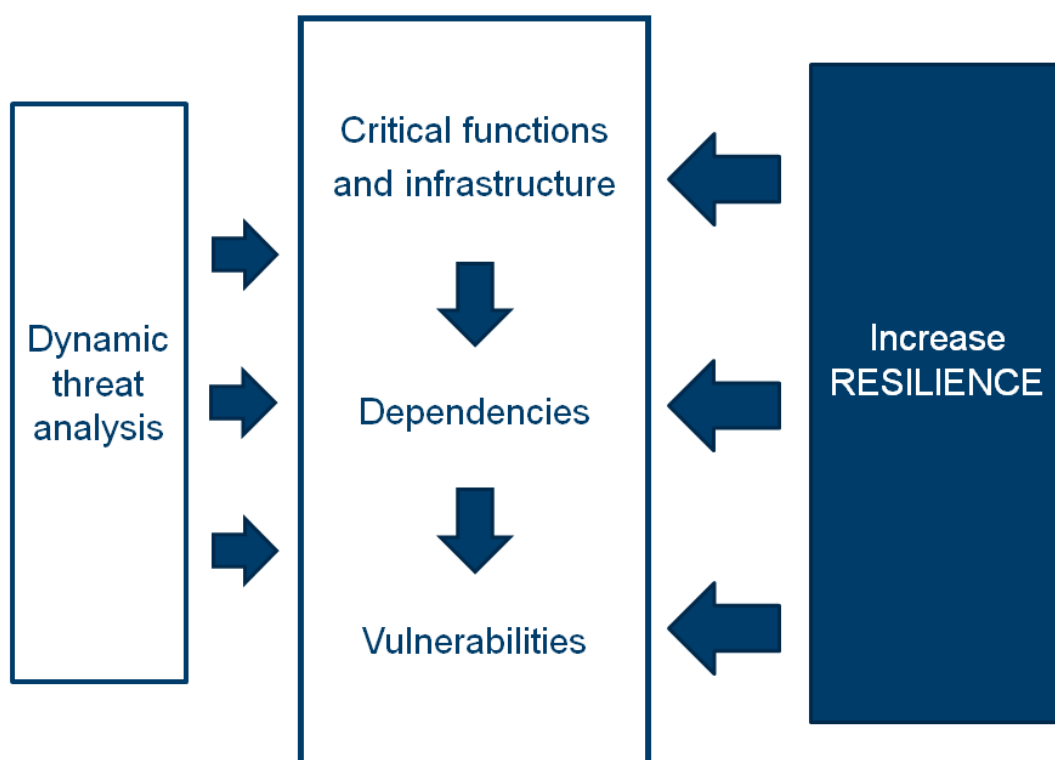 Dynamic
threat
analysis
Critical functions
and infrastructure
Dependencies
Vulnerabilities
Increase
RESILIENCE